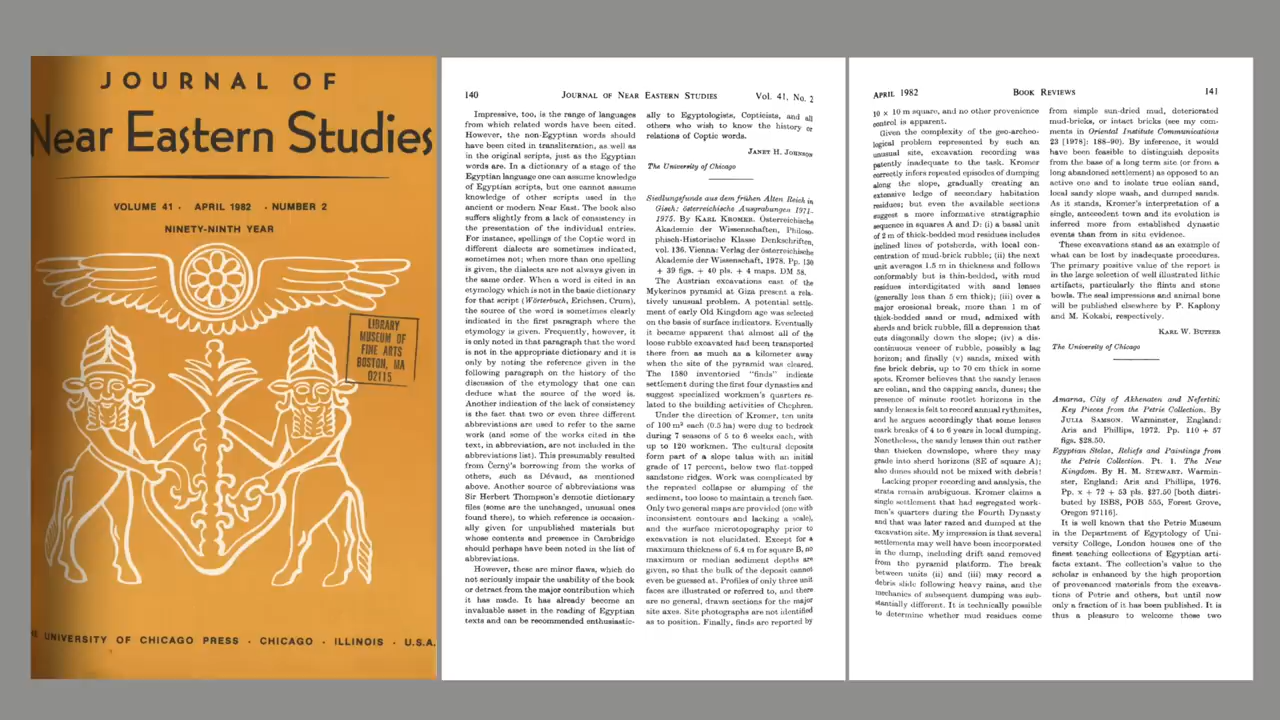 JOURNAL OF
Near Eastern Studies
VOLUME 41 · APRIL 1982 · NUMBER 2
NINETY-NINTH YEAR
LIBRARY
MUSEUM OF
FINE ARTS
BOSTON, MA
02115
UNIVERSITY OF CHICAGO PRESS · CHICAGO · ILLINOIS · U.S.A.
140 JOURNAL OF NEAR EASTERN STUDIES Vol. 41, No. 2
Impressive, too, is the range of languages
from which related words have been cited.
However, the non-Egyptian words should
have been cited in transliteration, as well as
in the original scripts, just as the Egyptian
words are. In a dictionary of a stage of the
Egyptian language one can assume knowledge
of Egyptian scripts, but one cannot assume
knowledge of other scripts used in the
ancient or modern Near East. The book also
suffers slightly from a lack of consistency in
the presentation of the individual entries.
For instance, spellings of the Coptic word in
different dialects are sometimes indicated,
sometimes not; when more than one spelling
is given, the dialects are not always given in
the same order. When a word is cited in an
etymology which is not in the basic dictionary
for that script (Wörterbuch, Erichsen, Crum),
the source of the word is sometimes clearly
indicated in the first paragraph where the
etymology is given. Frequently, however, it
is only noted in that paragraph that the word
is not in the appropriate dictionary and it is
only by noting the reference given in the
following paragraph on the history of the
discussion of the etymology that one can
deduce what the source of the word is.
Another indication of the lack of consistency
is the fact that two or even three different
abbreviations are used to refer to the same
work (and some of the works cited in the
text, in abbreviation, are not included in the
abbreviations list). This presumably resulted
from Černý's borrowing from the works of
others, such as Dévaud, as mentioned
above. Another source of abbreviations was
Sir Herbert Thompson's demotic dictionary
files (some are the unchanged, unusual ones
found there), to which reference is occasion-
ally given for unpublished materials but
whose contents and presence in Cambridge
should perhaps have been noted in the list of
abbreviations.
However, these are minor flaws, which do
not seriously impair the usability of the book
or detract from the major contribution which
it has made. It has already become an
invaluable asset in the reading of Egyptian
texts and can be recommended enthusiastic-
ally to Egyptologists, Copticists, and all
others who wish to know the history or
relations of Coptic words.
JANET H. JOHNSON
The University of Chicago
Siedlungsfunde aus dem frühen Alten Reich in
Giseh: österreichische Ausgrabungen 1971-
1975. By KARL KROMER. Österreichische
Akademie der Wissenschaften, Philoso-
phisch-Historische Klasse Denkschriften,
vol. 136. Vienna: Verlag der österreichische
Akademie der Wissenschaft, 1978. Pp. 130
+ 39 figs. + 40 pls. + 4 maps. DM 58.
The Austrian excavations east of the
Mykerinos pyramid at Giza present a rela-
tively unusual problem. A potential settle-
ment of early Old Kingdom age was selected
on the basis of surface indicators. Eventually
it became apparent that almost all of the
loose rubble excavated had been transported
there from as much as a kilometer away
when the site of the pyramid was cleared.
The 1580 inventoried "finds" indicate
settlement during the first four dynasties and
suggest specialized workmen's quarters re-
lated to the building activities of Chephren.
Under the direction of Kromer, ten units
of 100 m² each (0.5 ha) were dug to bedrock
during 7 seasons of 5 to 6 weeks each, with
up to 120 workmen. The cultural deposits
form part of a slope talus with an initial
grade of 17 percent, below two flat-topped
sandstone ridges. Work was complicated by
the repeated collapse or slumping of the
sediment, too loose to maintain a trench face.
Only two general maps are provided (one with
inconsistent contours and lacking a scale),
and the surface microtopography prior to
excavation is not elucidated. Except for a
maximum thickness of 6.4 m for square B, no
maximum or median sediment depths are
given, so that the bulk of the deposit cannot
even be guessed at. Profiles of only three unit
faces are illustrated or referred to, and there
are no general, drawn sections for the major
site axes. Site photographs are not identified
as to position. Finally, finds are reported by
APRIL 1982 BOOK REVIEWS 141
10 x 10 m square, and no other provenience
control is apparent.
Given the complexity of the geo-archeo-
logical problem represented by such an
unusual site, excavation recording was
patently inadequate to the task. Kromer
correctly infers repeated episodes of dumping
along the slope, gradually creating an
extensive ledge of secondary habitation
residues; but even the available sections
suggest a more informative stratigraphic
sequence in squares A and D: (i) a basal unit
of 2 m of thick-bedded mud residues includes
inclined lines of potsherds, with local con-
centration of mud-brick rubble; (ii) the next
unit averages 1.5 m in thickness and follows
conformably but is thin-bedded, with mud
residues interdigitated with sand lenses
(generally less than 5 cm thick); (iii) over a
major erosional break, more than 1 m of
thick-bedded sand or mud, admixed with
sherds and brick rubble, fill a depression that
cuts diagonally down the slope; (iv) a dis-
continuous veneer of rubble, possibly a lag
horizon; and finally (v) sands, mixed with
fine brick debris, up to 70 cm thick in some
spots. Kromer believes that the sandy lenses
are eolian, and the capping sands, dunes; the
presence of minute rootlet horizons in the
sandy lenses is felt to record annual rythmites,
and he argues accordingly that some lenses
mark breaks of 4 to 6 years in local dumping.
Nonetheless, the sandy lenses thin out rather
than thicken downslope, where they may
grade into sherd horizons (SE of square A);
also dunes should not be mixed with debris!
Lacking proper recording and analysis, the
strata remain ambiguous. Kromer claims a
single settlement that had segregated work-
men's quarters during the Fourth Dynasty
and that was later razed and dumped at the
excavation site. My impression is that several
settlements may well have been incorporated
in the dump, including drift sand removed
from the pyramid platform. The break
between units (ii) and (iii) may record a
debris slide following heavy rains, and the
mechanics of subsequent dumping was sub-
stantially different. It is technically possible
to determine whether mud residues come
from simple sun-dried mud, deteriorated
mud-bricks, or intact bricks (see my com-
ments in Oriental Institute Communications
23 [1978]: 188-90). By inference, it would
have been feasible to distinguish deposits
from the base of a long term site (or from a
long abandoned settlement) as opposed to an
active one and to isolate true eolian sand,
local sandy slope wash, and dumped sands.
As it stands, Kromer's interpretation of a
single, antecedent town and its evolution is
inferred more from established dynastic
events than from in situ evidence.
These excavations stand as an example of
what can be lost by inadequate procedures.
The primary positive value of the report is
in the large selection of well illustrated lithic
artifacts, particularly the flints and stone
bowls. The seal impressions and animal bone
will be published elsewhere by P. Kaplony
and M. Kokabi, respectively.
KARL W. BUTZER
The University of Chicago
Amarna, City of Akhenaten and Nefertiti:
Key Pieces from the Petrie Collection. By
JULIA SAMSON. Warminster, England:
Aris and Phillips, 1972. Pp. 110 + 57
figs. $28.50.
Egyptian Stelae, Reliefs and Paintings from
the Petrie Collection. Pt. 1. The New
Kingdom. By H. M. STEWART. Warmin-
ster, England: Aris and Phillips, 1976.
Pp. x + 72 + 53 pls. $27.50 [both distri-
buted by ISBS, POB 555, Forest Grove,
Oregon 97116].
It is well known that the Petrie Museum
in the Department of Egyptology of Uni-
versity College, London houses one of the
finest teaching collections of Egyptian arti-
facts extant. The collection's value to the
scholar is enhanced by the high proportion
of provenanced materials from the excava-
tions of Petrie and others, but until now
only a fraction of it has been published. It is
thus a pleasure to welcome these two